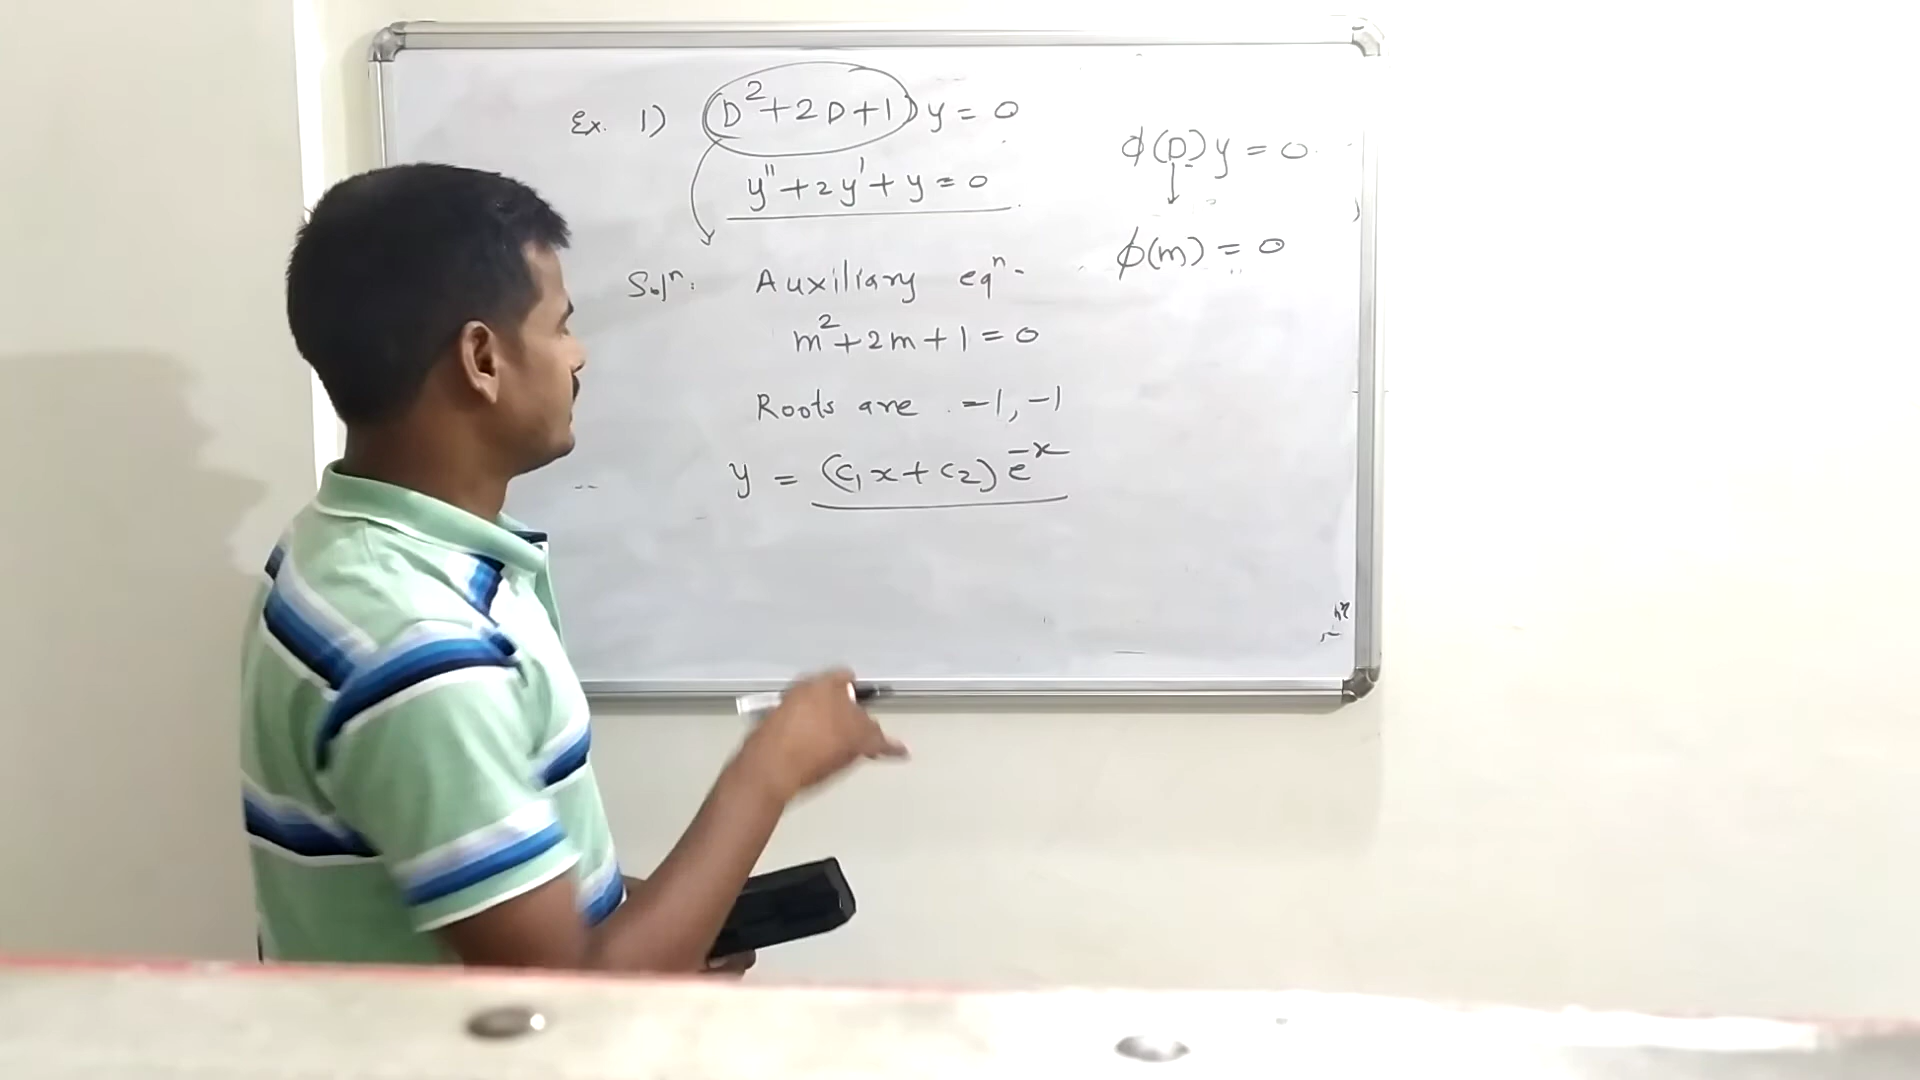 Ex. 1) (D²+2D+1)y = 0
y''+2y'+y=0
Solⁿ: Auxiliary eqⁿ-
m²+2m+1=0
Roots are -1, -1
y = (c₁x+c₂)e⁻ˣ
ϕ(D)y = 0
ϕ(m) = 0